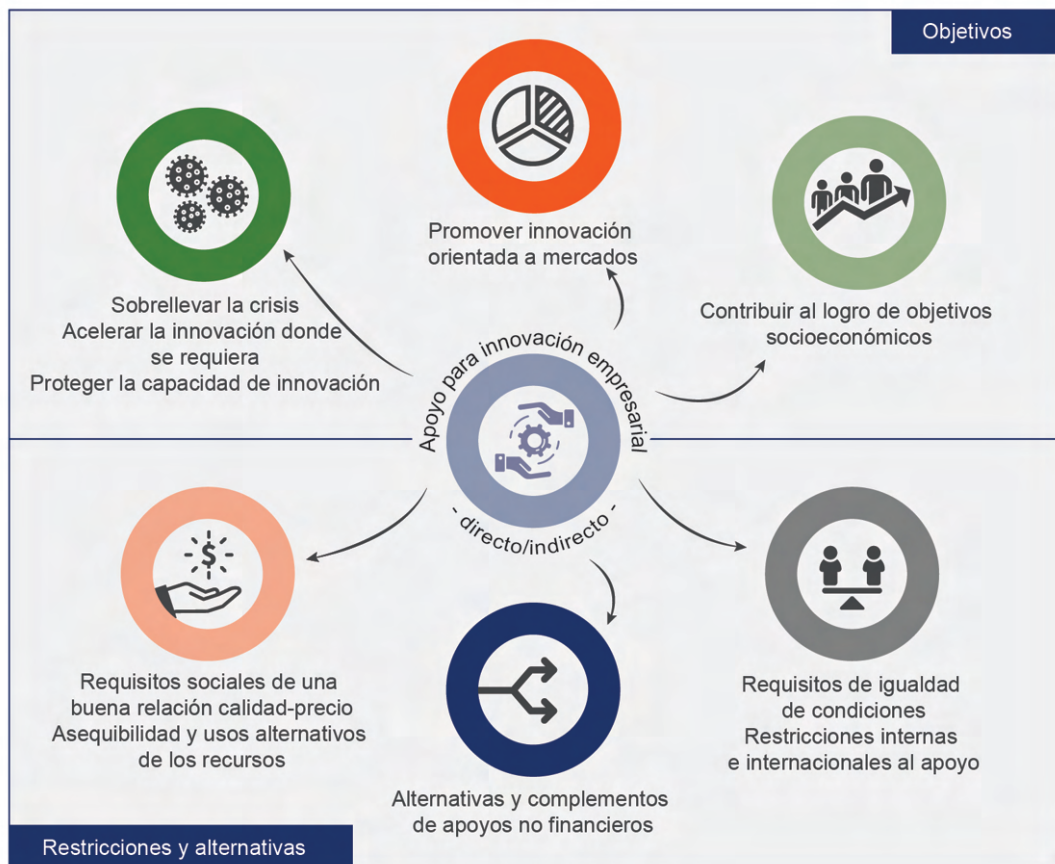 Objetivos
Sobrellevar la crisis
Acelerar la innovación donde
se requiera
Proteger la capacidad de innovación
Promover innovación
orientada a mercados
Contribuir al logro de objetivos
socioeconómicos
Apoyo para innovación empresarial
- directo/indirecto -
$
Requisitos sociales de una
buena relación calidad-precio
Asequibilidad y usos alternativos
de los recursos
Alternativas y complementos
de apoyos no financieros
Requisitos de igualdad
de condiciones
Restricciones internas
e internacionales al apoyo
Restricciones y alternativas